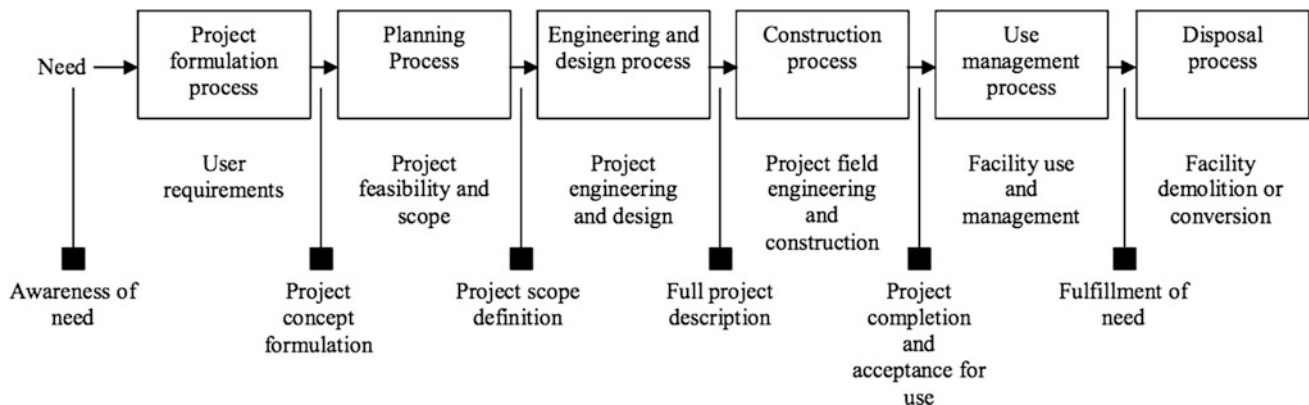 Need
Project
formulation
process
Planning
Process
Engineering and
design process
Construction
process
Use
management
process
Disposal
process
User
requirements
Project
feasibility and
scope
Project
engineering
and design
Project field
engineering
and
construction
Facility use
and
management
Facility
demolition or
conversion
Awareness of
need
Project
concept
formulation
Project scope
definition
Full project
description
Project
completion
and
acceptance for
use
Fulfillment of
need